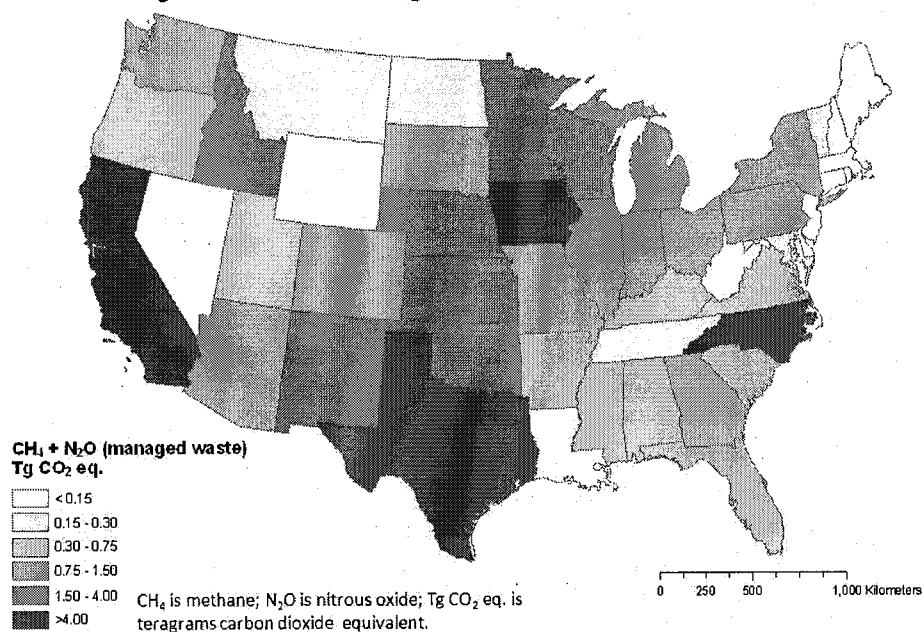 CH₄ + N₂O (managed waste)
Tg CO₂ eq.
< 0.15
0.15 - 0.30
0.30 - 0.75
0.75 - 1.50
1.50 - 4.00
>4.00
CH₄ is methane; N₂O is nitrous oxide; Tg CO₂ eq. is
teragrams carbon dioxide equivalent.
0 250 500 1,000 Kilometers